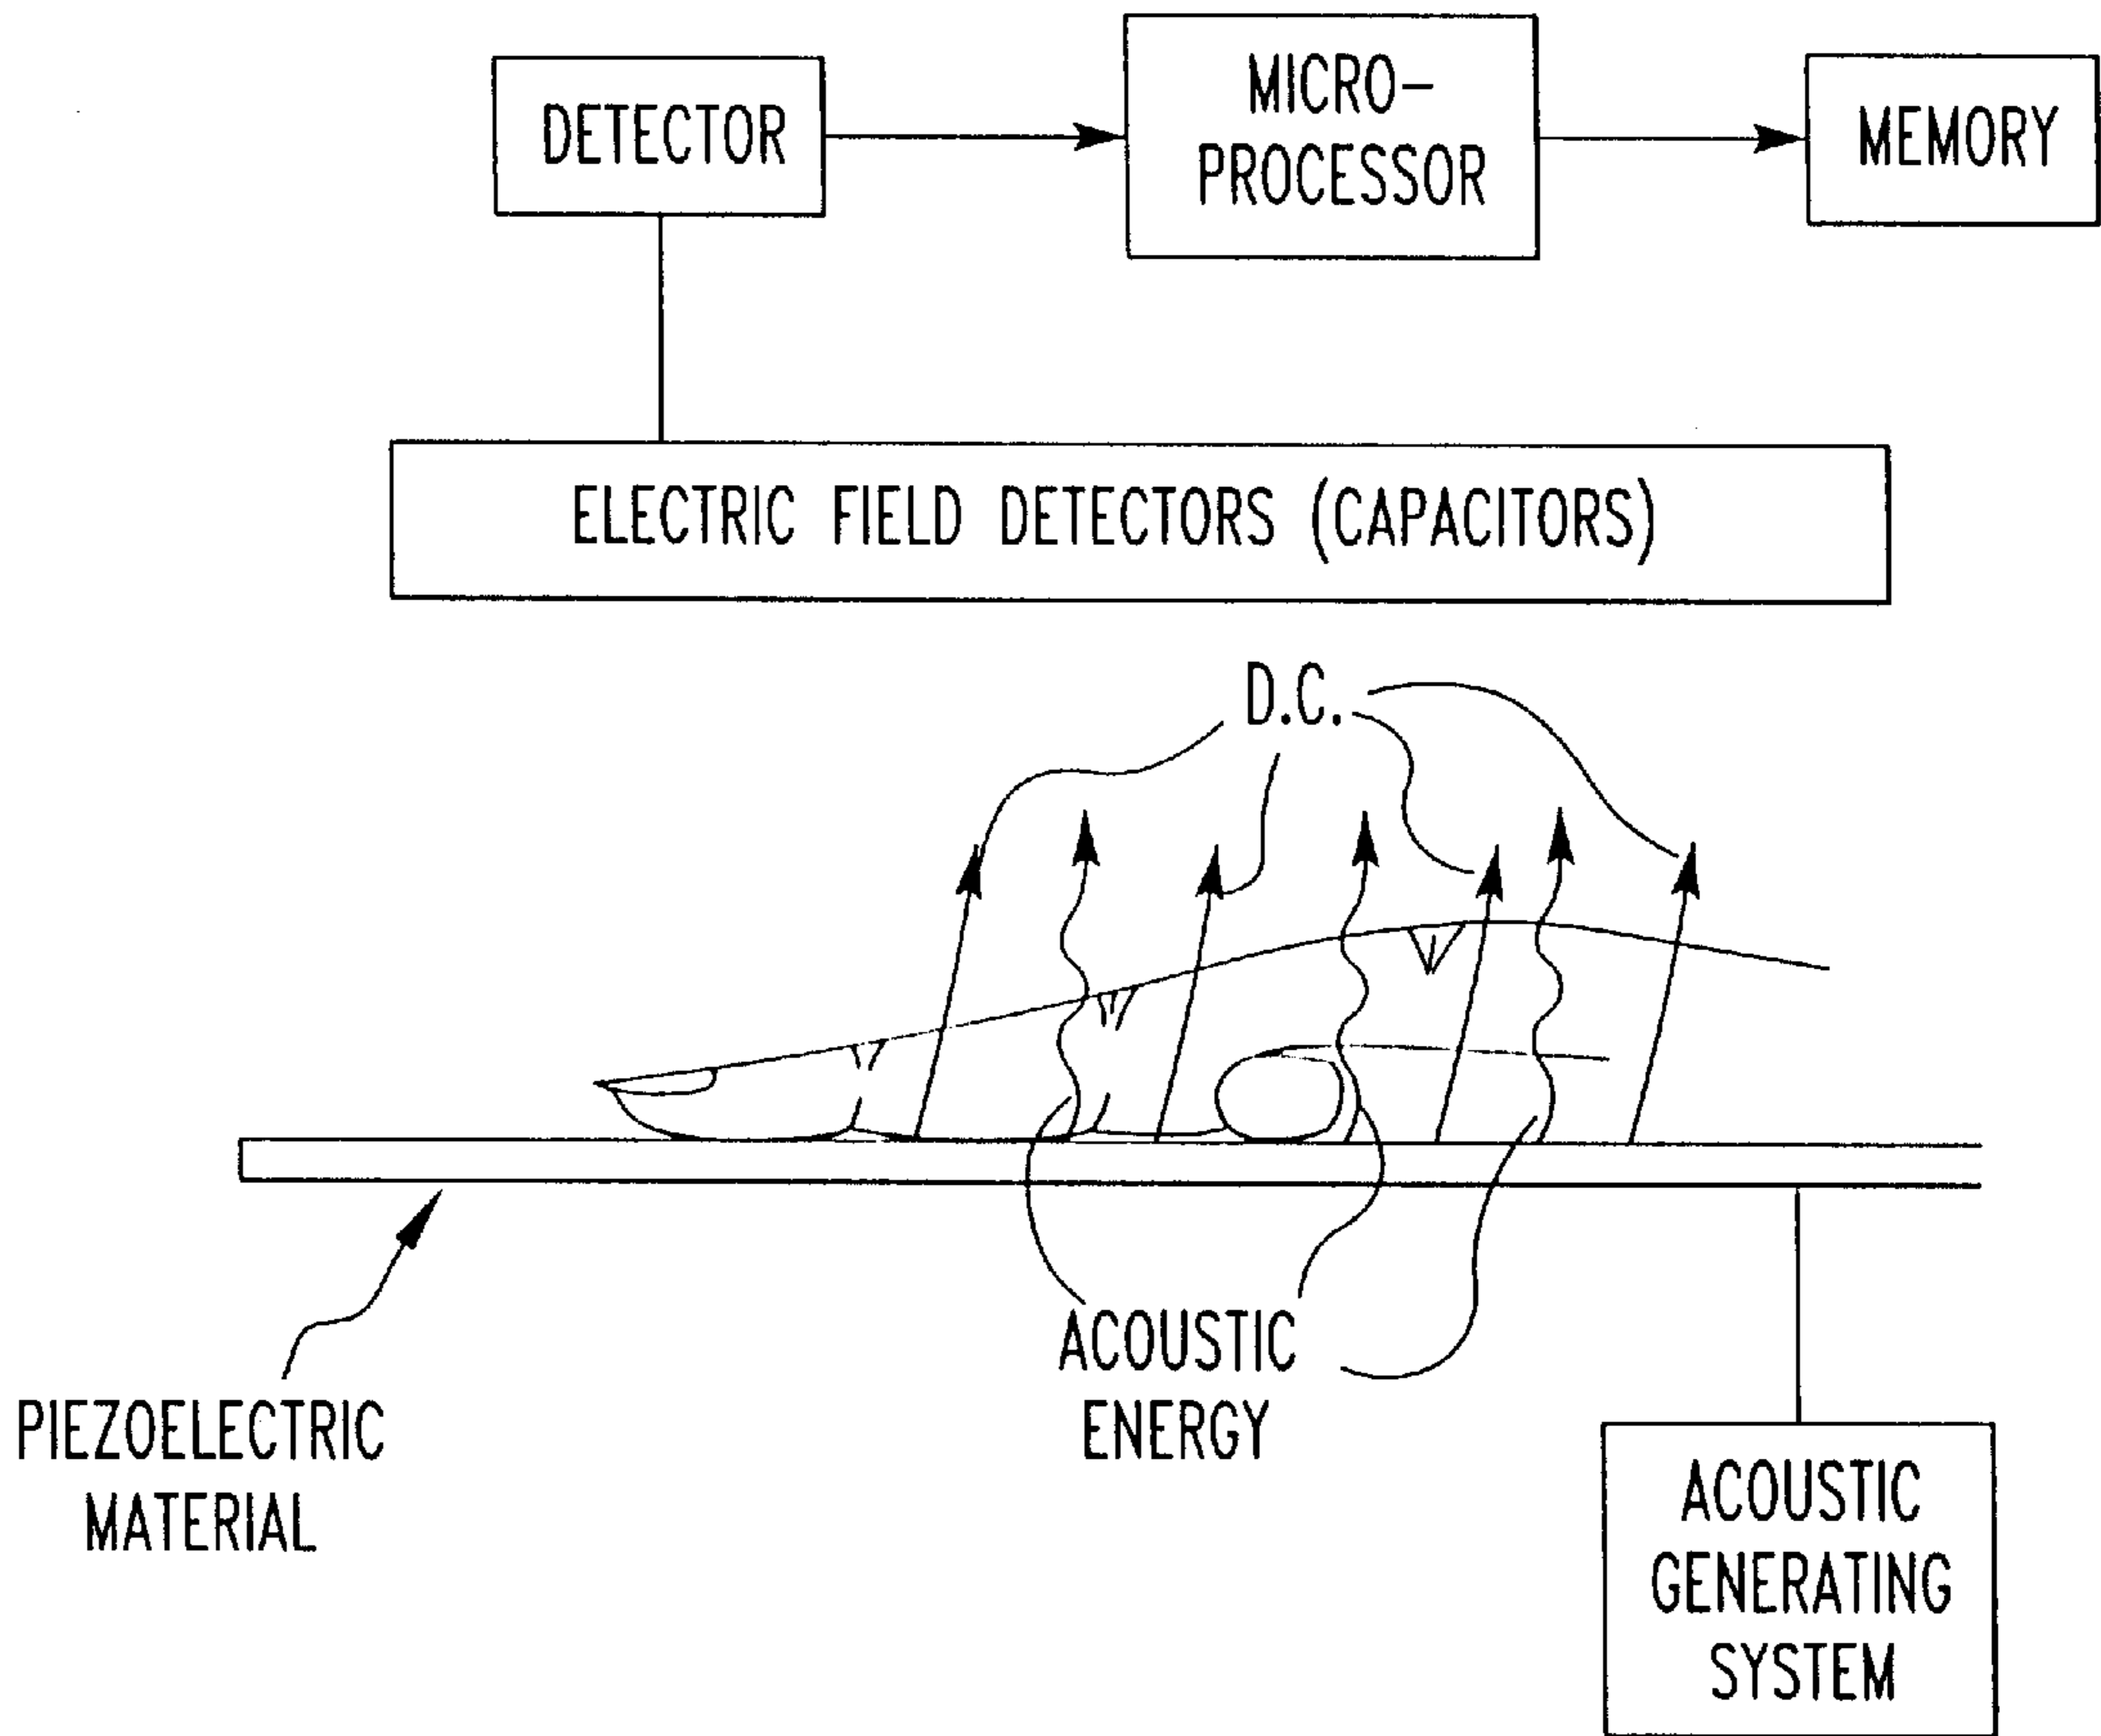 DETECTOR
MICRO-
PROCESSOR
MEMORY
ELECTRIC FIELD DETECTORS (CAPACITORS)
D.C.
ACOUSTIC
ENERGY
PIEZOELECTRIC
MATERIAL
ACOUSTIC
GENERATING
SYSTEM